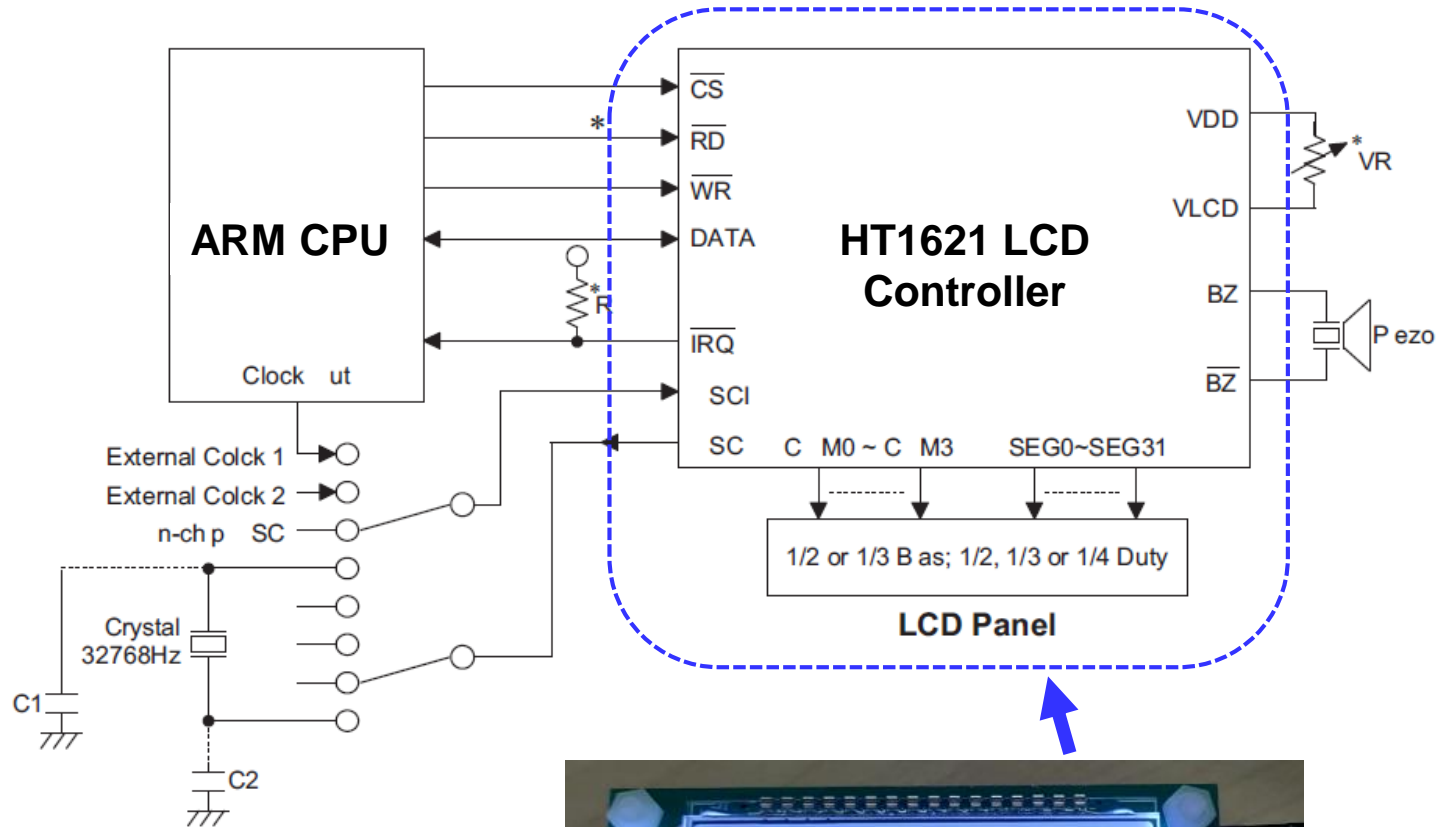 ARM CPU
Clock ut
CS
*
RD
WR
DATA
*
R
IRQ
SCI
SC
HT1621 LCD
Controller
VDD
*
VR
VLCD
BZ
P ezo
BZ
C M0 ~ C M3
SEG0~SEG31
1/2 or 1/3 B as; 1/2, 1/3 or 1/4 Duty
LCD Panel
External Colck 1
External Colck 2
n-ch p SC
Crystal
32768Hz
C1
C2